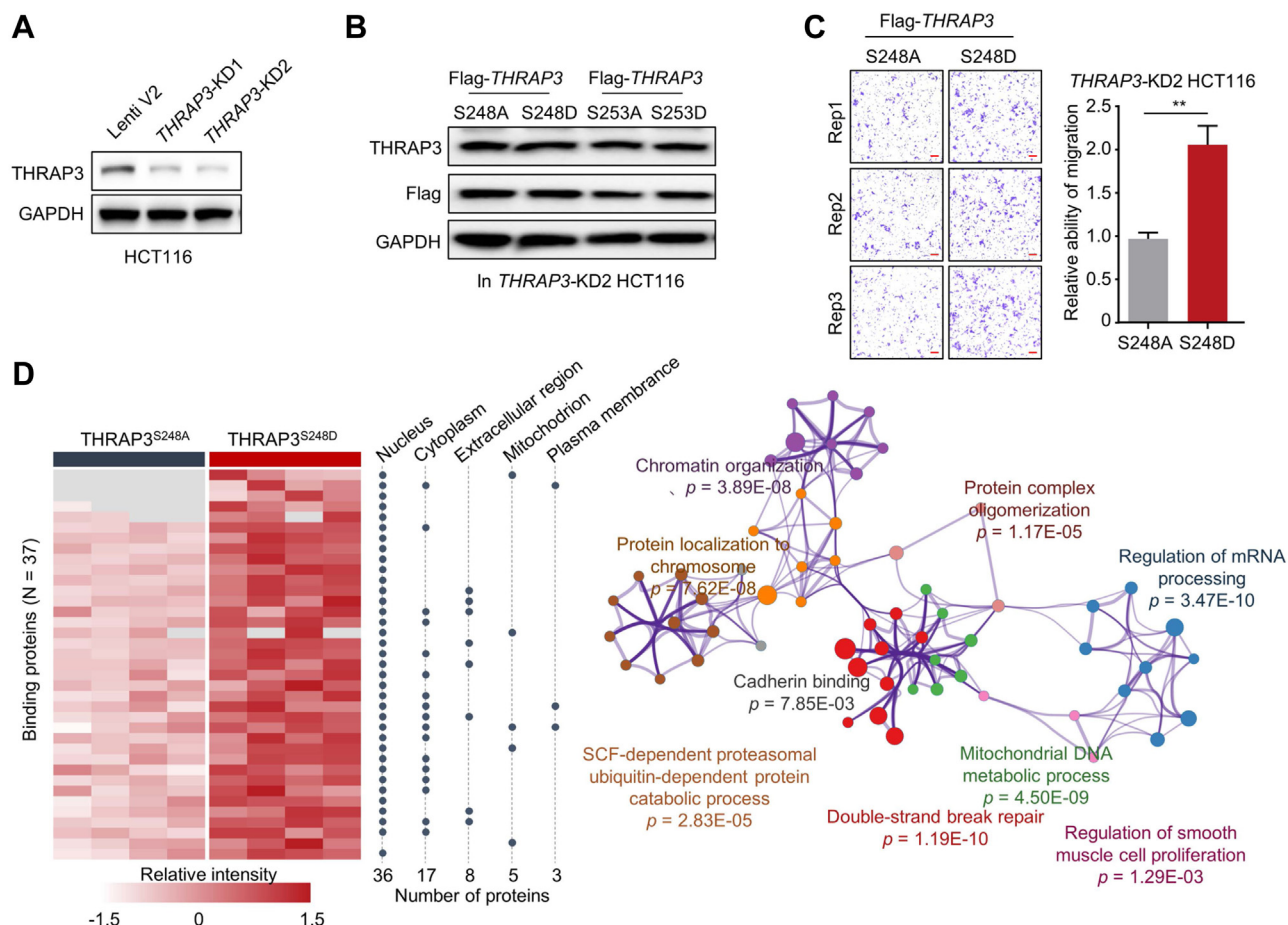 A
Lenti V2
THRAP3-KD1
THRAP3-KD2
THRAP3
GAPDH
HCT116
B
Flag-THRAP3 Flag-THRAP3
S248A S248D S253A S253D
THRAP3
Flag
GAPDH
In THRAP3-KD2 HCT116
C
Flag-THRAP3
S248A S248D
Rep1
Rep2
Rep3
THRAP3-KD2 HCT116
**
Relative ability of migration
2.5
2.0
1.5
1.0
0.5
0
S248A S248D
D
THRAP3S248A THRAP3S248D
Nucleus
Cytoplasm
Extracellular region
Mitochodrion
Plasma membrance
Binding proteins (N = 37)
36 17 8 5 3
Number of proteins
Relative intensity
-1.5 0 1.5
Chromatin organization
p = 3.89E-08
Protein complex
oligomerization
p = 1.17E-05
Protein localization to
chromosome
p = 7.62E-08
Regulation of mRNA
processing
p = 3.47E-10
Cadherin binding
p = 7.85E-03
SCF-dependent proteasomal
ubiquitin-dependent protein
catabolic process
p = 2.83E-05
Mitochondrial DNA
metabolic process
p = 4.50E-09
Double-strand break repair
p = 1.19E-10
Regulation of smooth
muscle cell proliferation
p = 1.29E-03